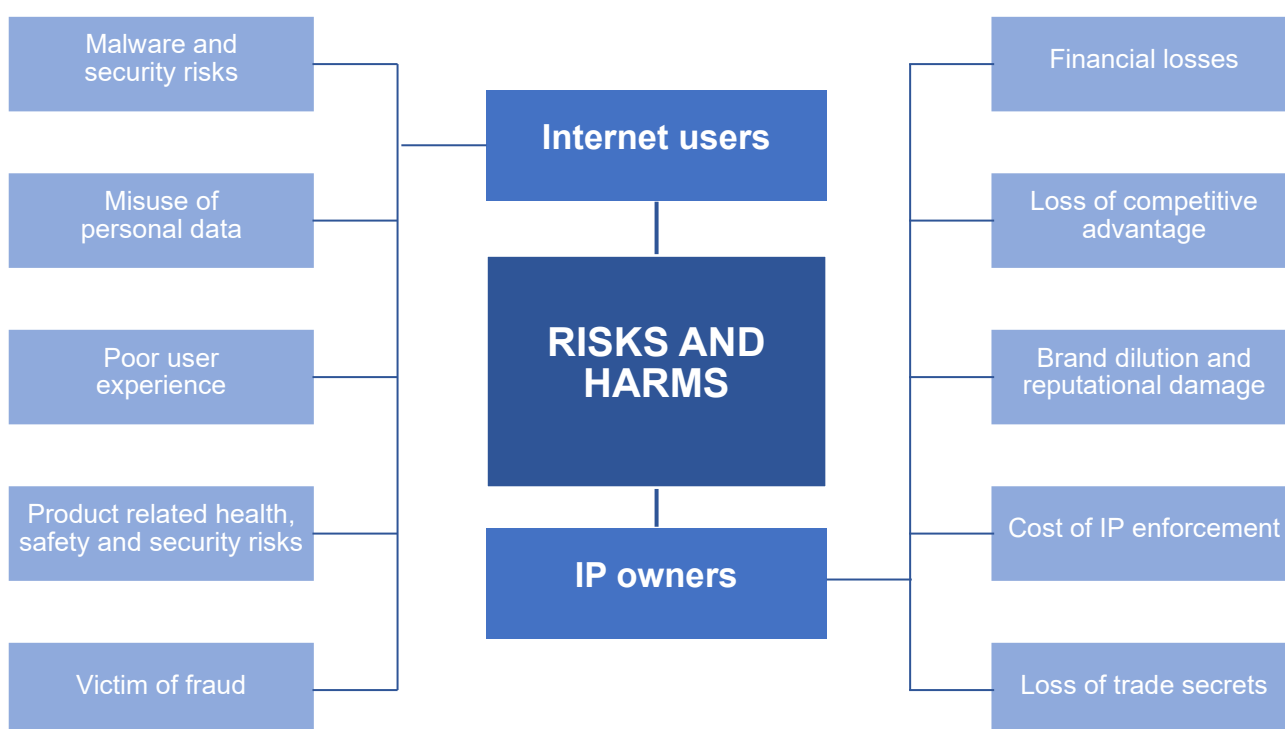 Malware and
security risks
Misuse of
personal data
Poor user
experience
Product related health,
safety and security risks
Victim of fraud
Internet users
RISKS AND
HARMS
IP owners
Financial losses
Loss of competitive
advantage
Brand dilution and
reputational damage
Cost of IP enforcement
Loss of trade secrets